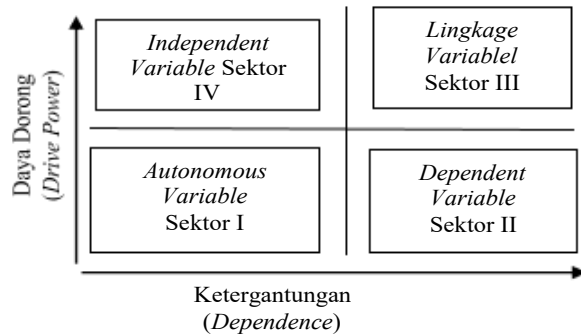 Independent
Variable Sektor
IV
Lingkage
Variablel
Sektor III
Daya Dorong
(Drive Power)
Autonomous
Variable
Sektor I
Dependent
Variable
Sektor II
Ketergantungan
(Dependence)